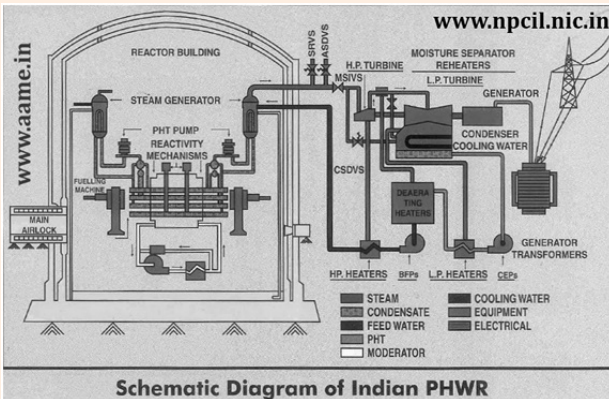 www.npcil.nic.in
www.aame.in
REACTOR BUILDING
SRVS
ASDVS
MSIVS
H.P. TURBINE
MOISTURE SEPARATOR
REHEATERS
L.P. TURBINE
GENERATOR
STEAM GENERATOR
PHT PUMP
REACTIVITY
MECHANISMS
CONDENSER
COOLING WATER
CSDVS
FUELLING
MACHINE
DEAERA
TING
HEATERS
MAIN
AIRLOCK
GENERATOR
TRANSFORMERS
HP. HEATERS
BFPs
L.P. HEATERS
CEPs
STEAM
CONDENSATE
FEED WATER
PHT
MODERATOR
COOLING WATER
EQUIPMENT
ELECTRICAL
Schematic Diagram of Indian PHWR